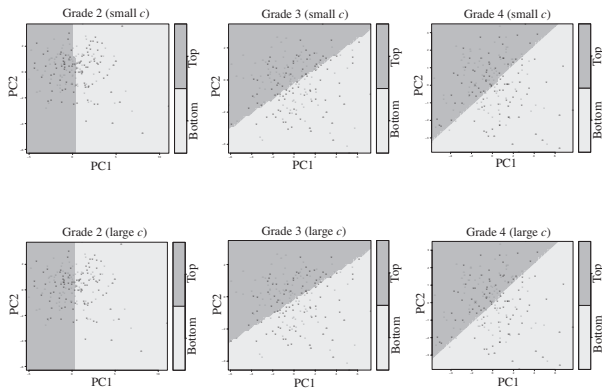 Grade 2 (small c)
Grade 3 (small c)
Grade 4 (small c)
PC2
Top
Bottom
PC2
Top
Bottom
PC2
Top
Bottom
PC1
PC1
PC1
Grade 2 (large c)
Grade 3 (large c)
Grade 4 (large c)
PC2
Top
Bottom
PC2
Top
Bottom
PC2
Top
Bottom
PC1
PC1
PC1